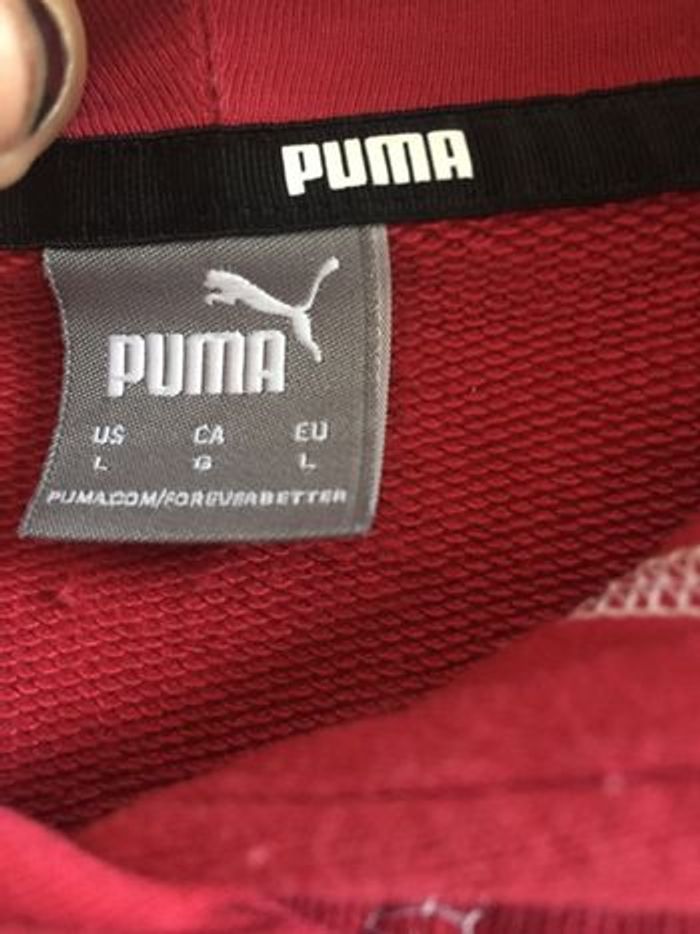 PUMA
PUMA
US CA EU
L G L
PUMA.COM/FOREVERBETTER